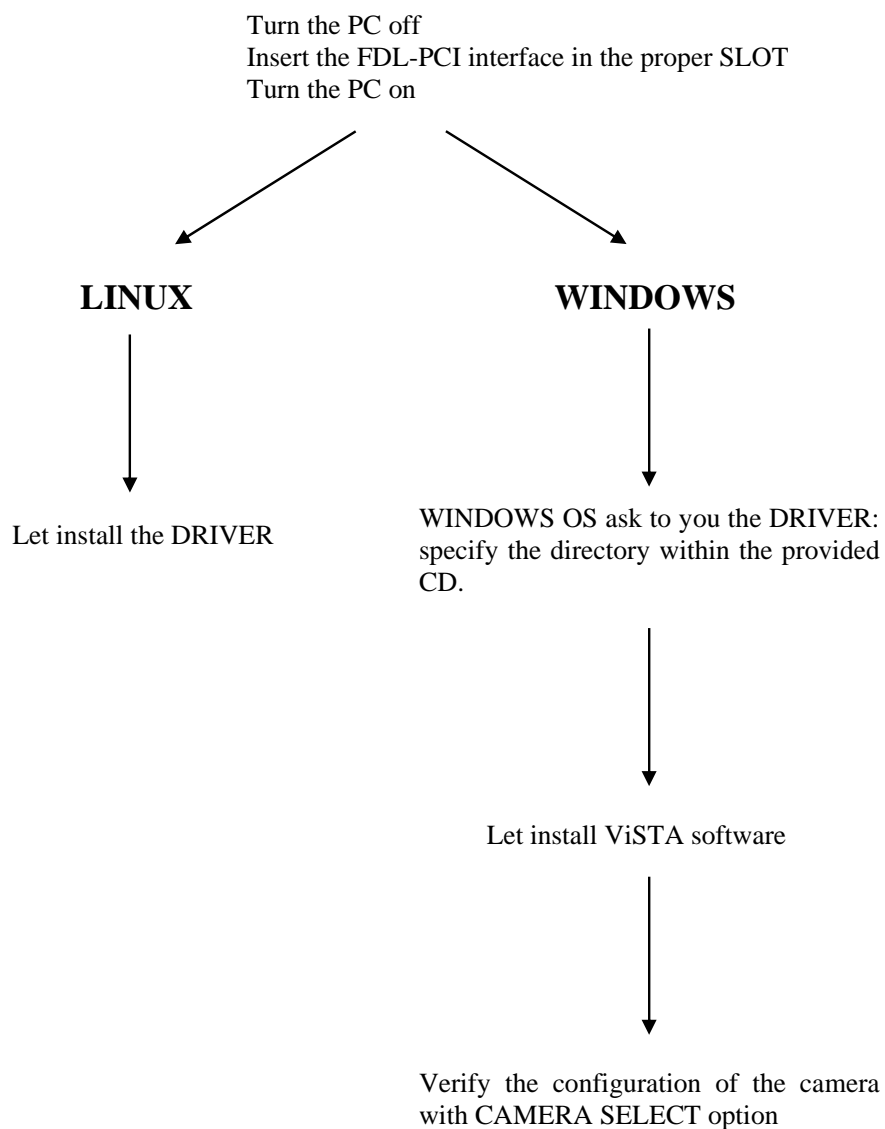 Turn the PC off
Insert the FDL-PCI interface in the proper SLOT
Turn the PC on
LINUX
WINDOWS
Let install the DRIVER
WINDOWS OS ask to you the DRIVER:
specify the directory within the provided
CD.
Let install ViSTA software
Verify the configuration of the camera
with CAMERA SELECT option